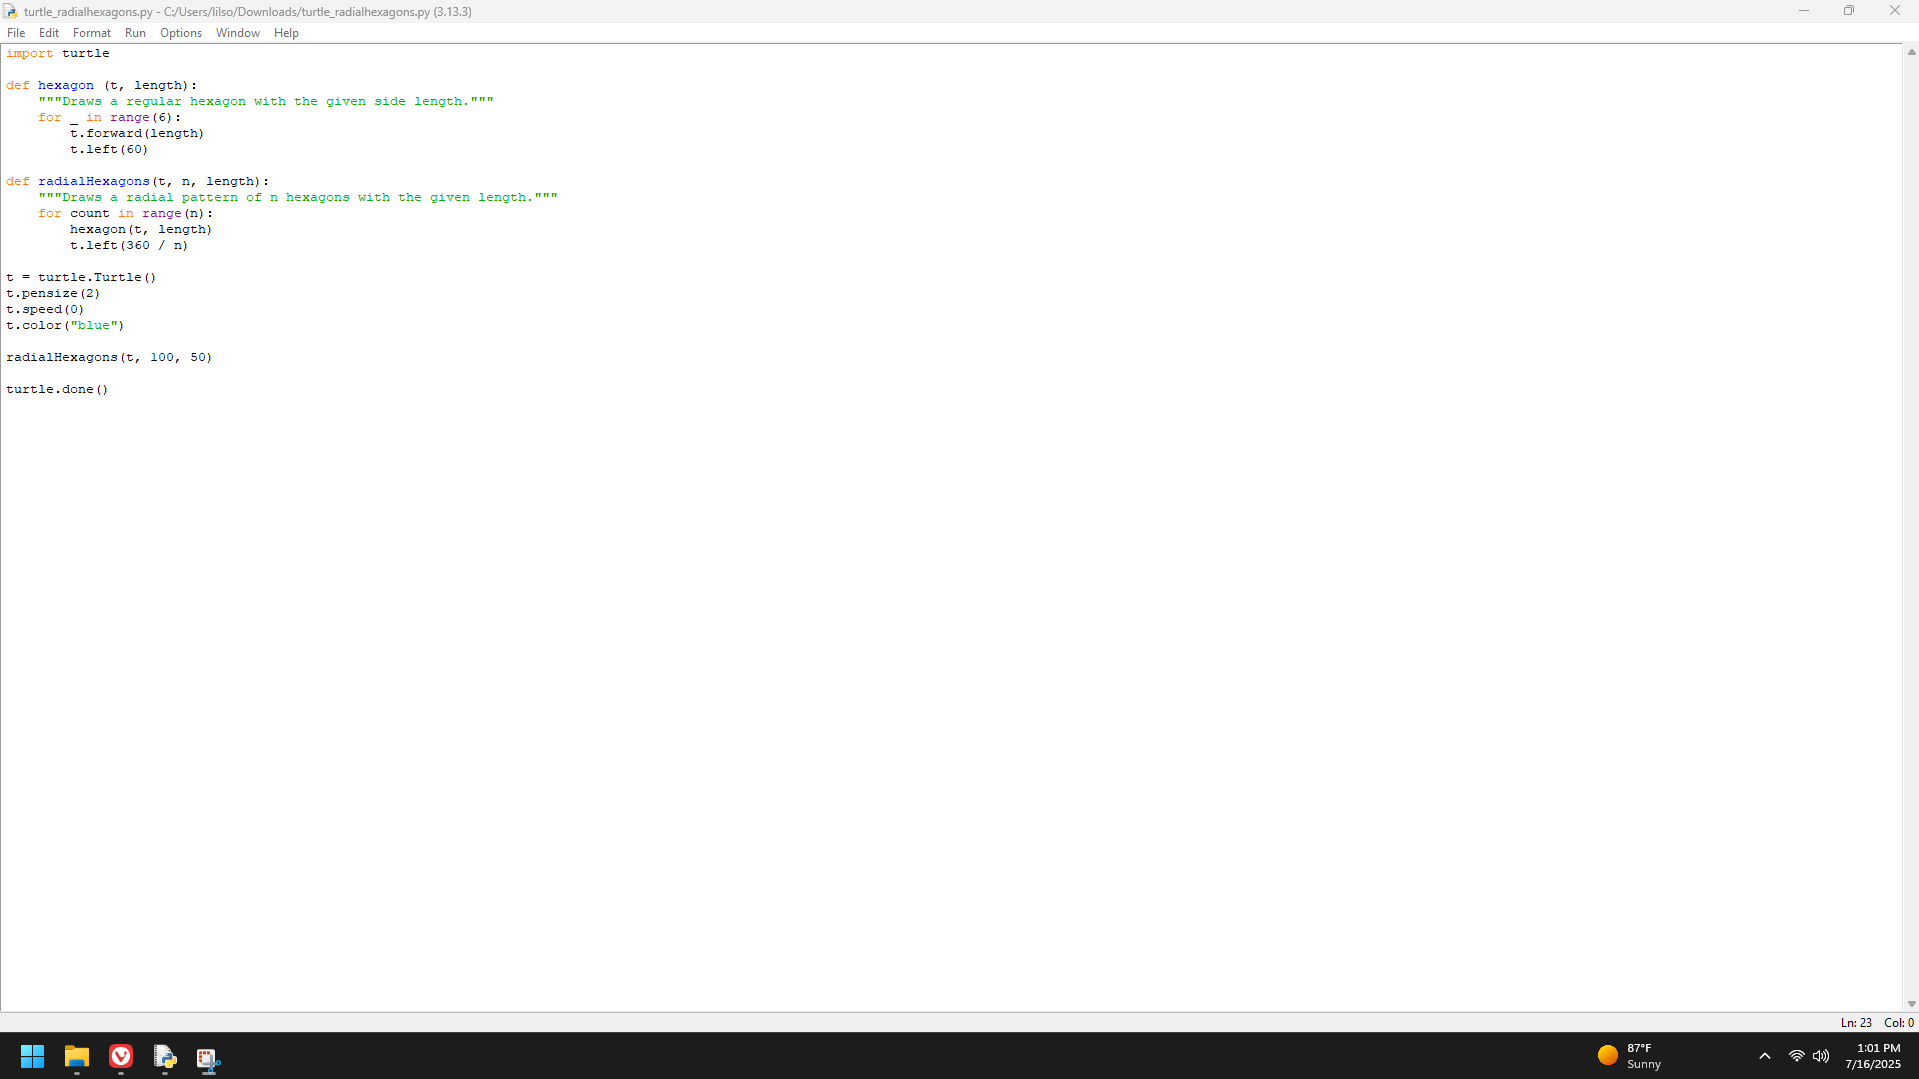 turtle_radialhexagons.py - C:/Users/lilso/Downloads/turtle_radialhexagons.py (3.13.3)
File Edit Format Run Options Window Help
import turtle

def hexagon (t, length):
    """Draws a regular hexagon with the given side length."""
    for _ in range(6):
        t.forward(length)
        t.left(60)

def radialHexagons(t, n, length):
    """Draws a radial pattern of n hexagons with the given length."""
    for count in range(n):
        hexagon(t, length)
        t.left(360 / n)

t = turtle.Turtle()
t.pensize(2)
t.speed(0)
t.color("blue")

radialHexagons(t, 100, 50)

turtle.done()
Ln: 23 Col: 0
87°F
Sunny
1:01 PM
7/16/2025